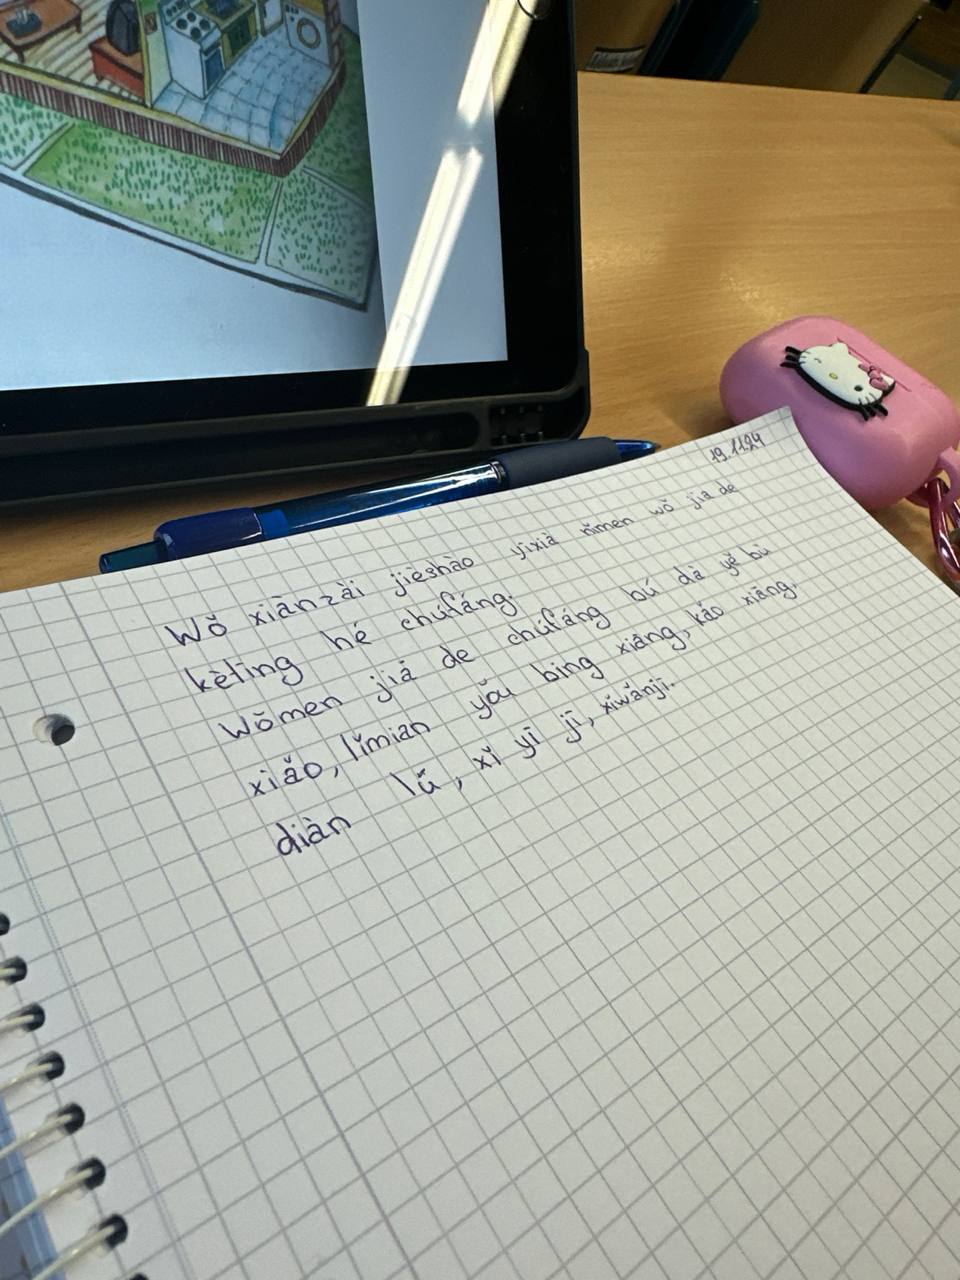 19.11.24
Wǒ xiànzài jièshào yīxià nǐmen wǒ jiā de
kètīng hé chúfáng.
Wǒmen jiā de chúfáng bú dà yě bù
xiǎo, lǐmian yǒu bīng xiāng, kǎo xiāng,
diàn lú, xǐ yī jī, xǐwǎnjī.